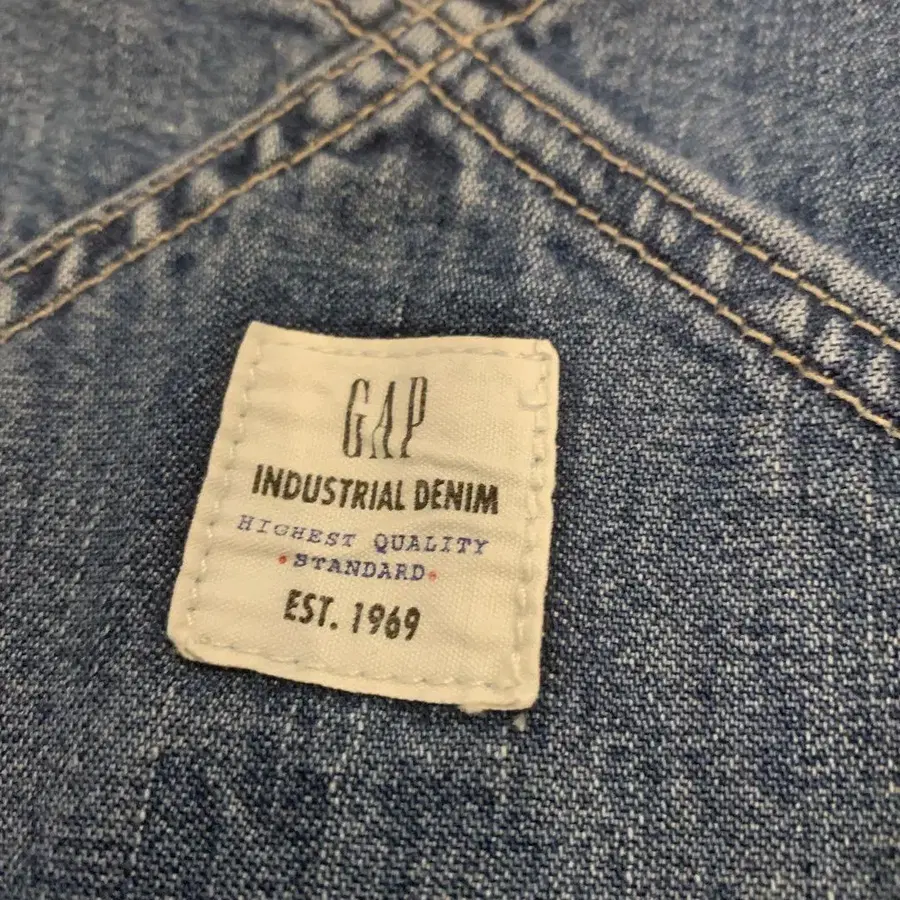 GAP
INDUSTRIAL DENIM
HIGHEST QUALITY
•STANDARD•
EST. 1969